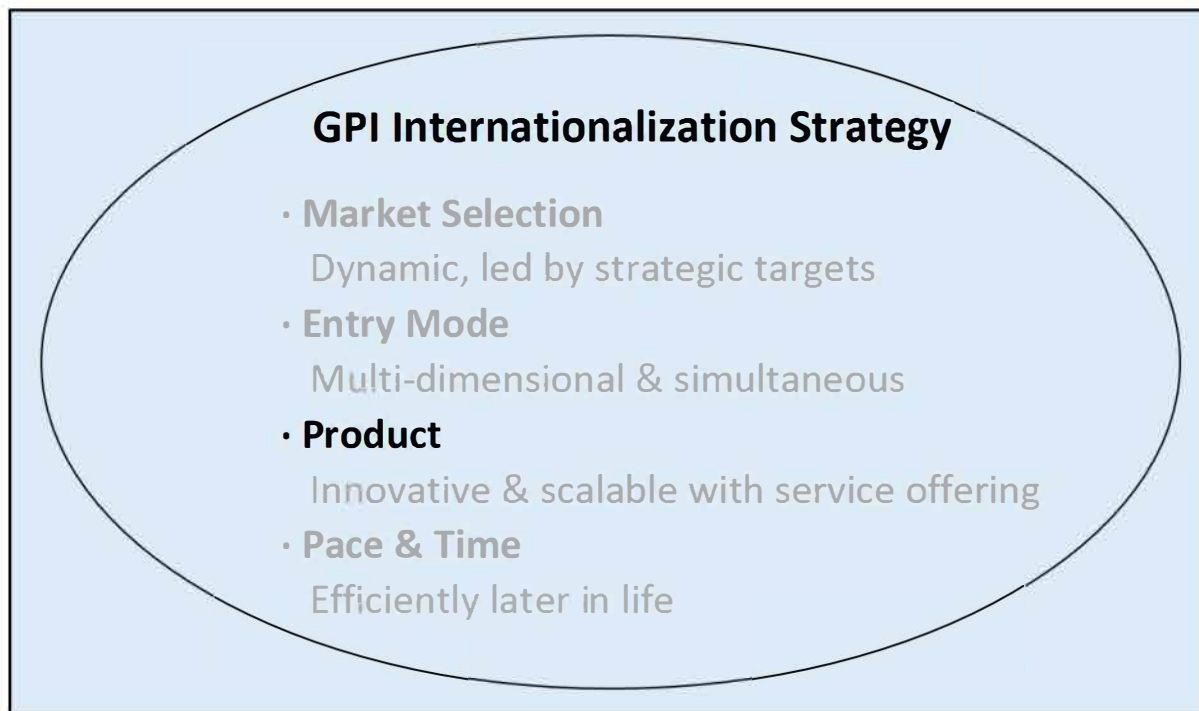 GPI Internationalization Strategy
· Market Selection
Dynamic, led by strategic targets
· Entry Mode
Multi-dimensional & simultaneous
· Product
Innovative & scalable with service offering
· Pace & Time
Efficiently later in life